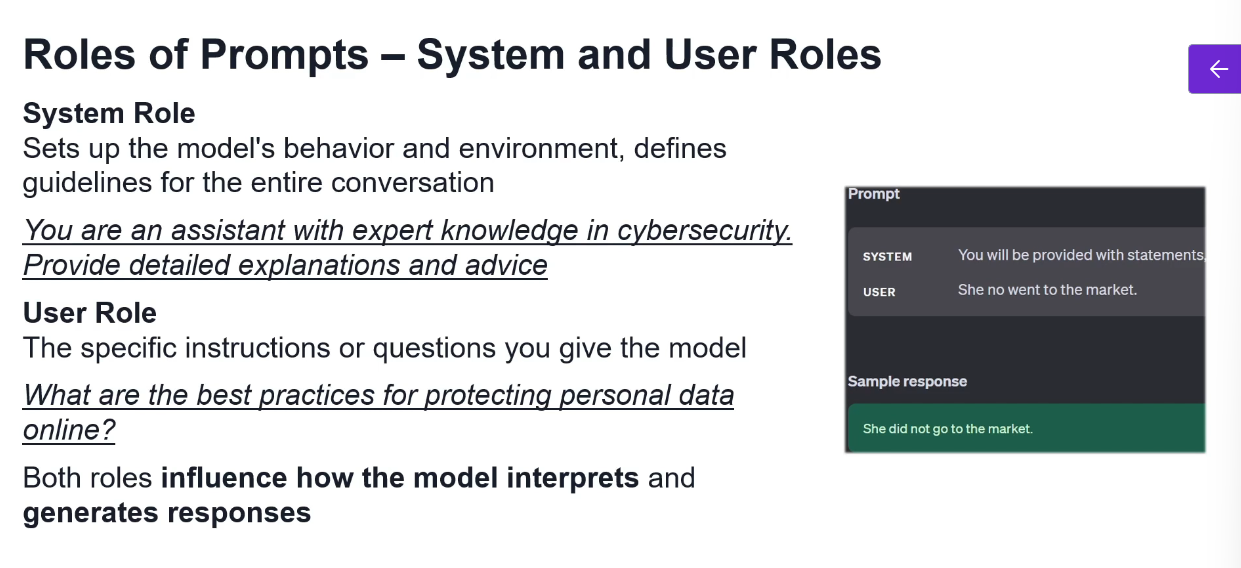 Roles of Prompts – System and User Roles
System Role
Sets up the model's behavior and environment, defines
guidelines for the entire conversation
You are an assistant with expert knowledge in cybersecurity.
Provide detailed explanations and advice
User Role
The specific instructions or questions you give the model
What are the best practices for protecting personal data
online?
Both roles influence how the model interprets and
generates responses
Prompt
SYSTEM You will be provided with statements,
USER She no went to the market.
Sample response
She did not go to the market.